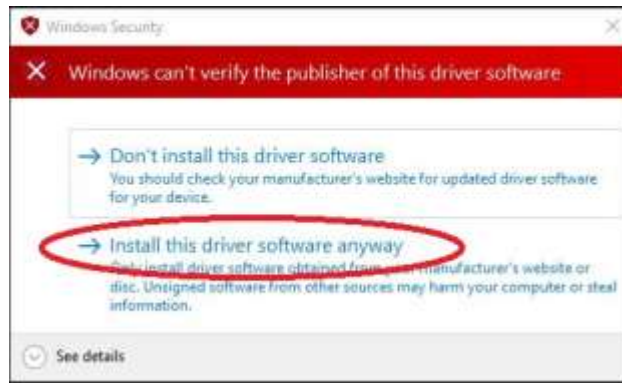 Windows Security
Windows can't verify the publisher of this driver software
Don't install this driver software
You should check your manufacturer's website for updated driver software
for your device.
Install this driver software anyway
Only install driver software obtained from your manufacturer's website or
disc. Unsigned software from other sources may harm your computer or steal
information.
See details